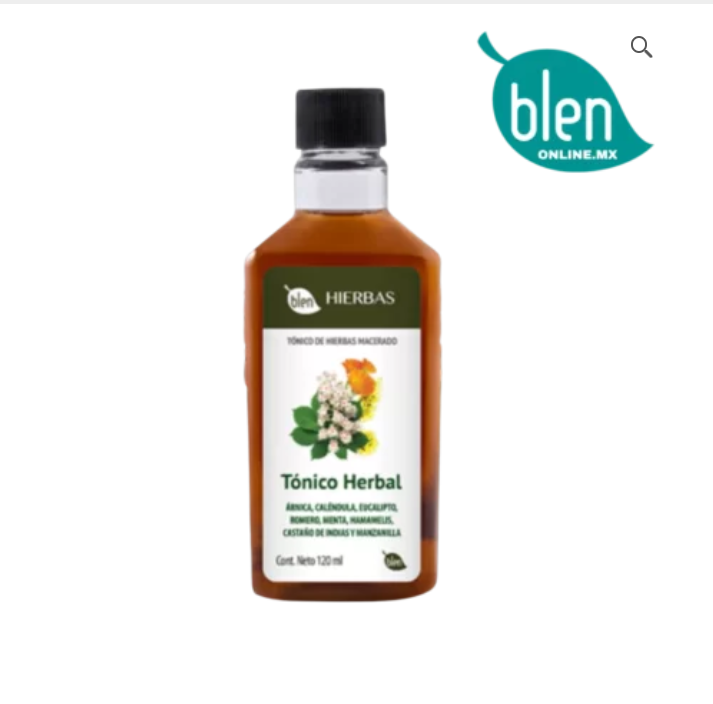 blen
ONLINE.MX
blen HIERBAS
TÓNICO DE HIERBAS MACERADO
Tónico Herbal
ÁRNICA, CALÉNDULA, EUCALIPTO,
ROMERO, MENTA, HAMAMELIS,
CASTAÑO DE INDIAS Y MANZANILLA
Cont. Neto 120 ml
blen